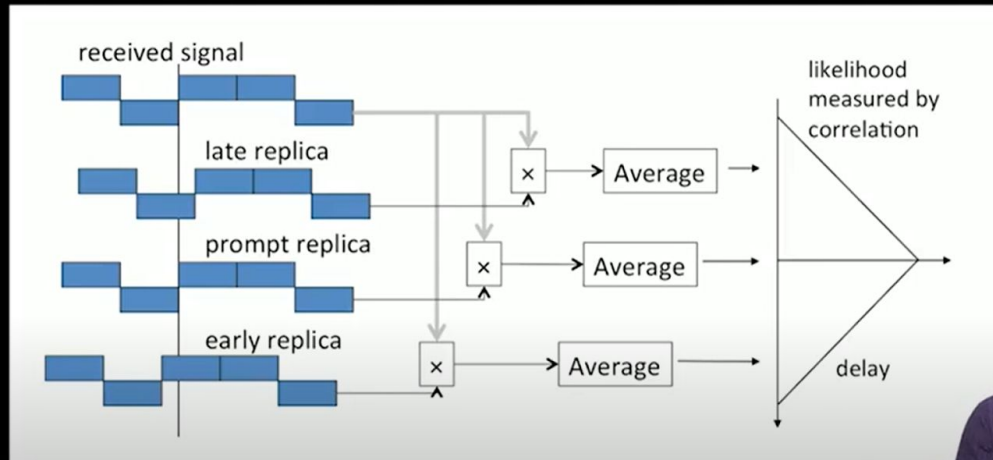 received signal
likelihood
measured by
correlation
late replica
×
Average
prompt replica
×
Average
early replica
×
Average
delay